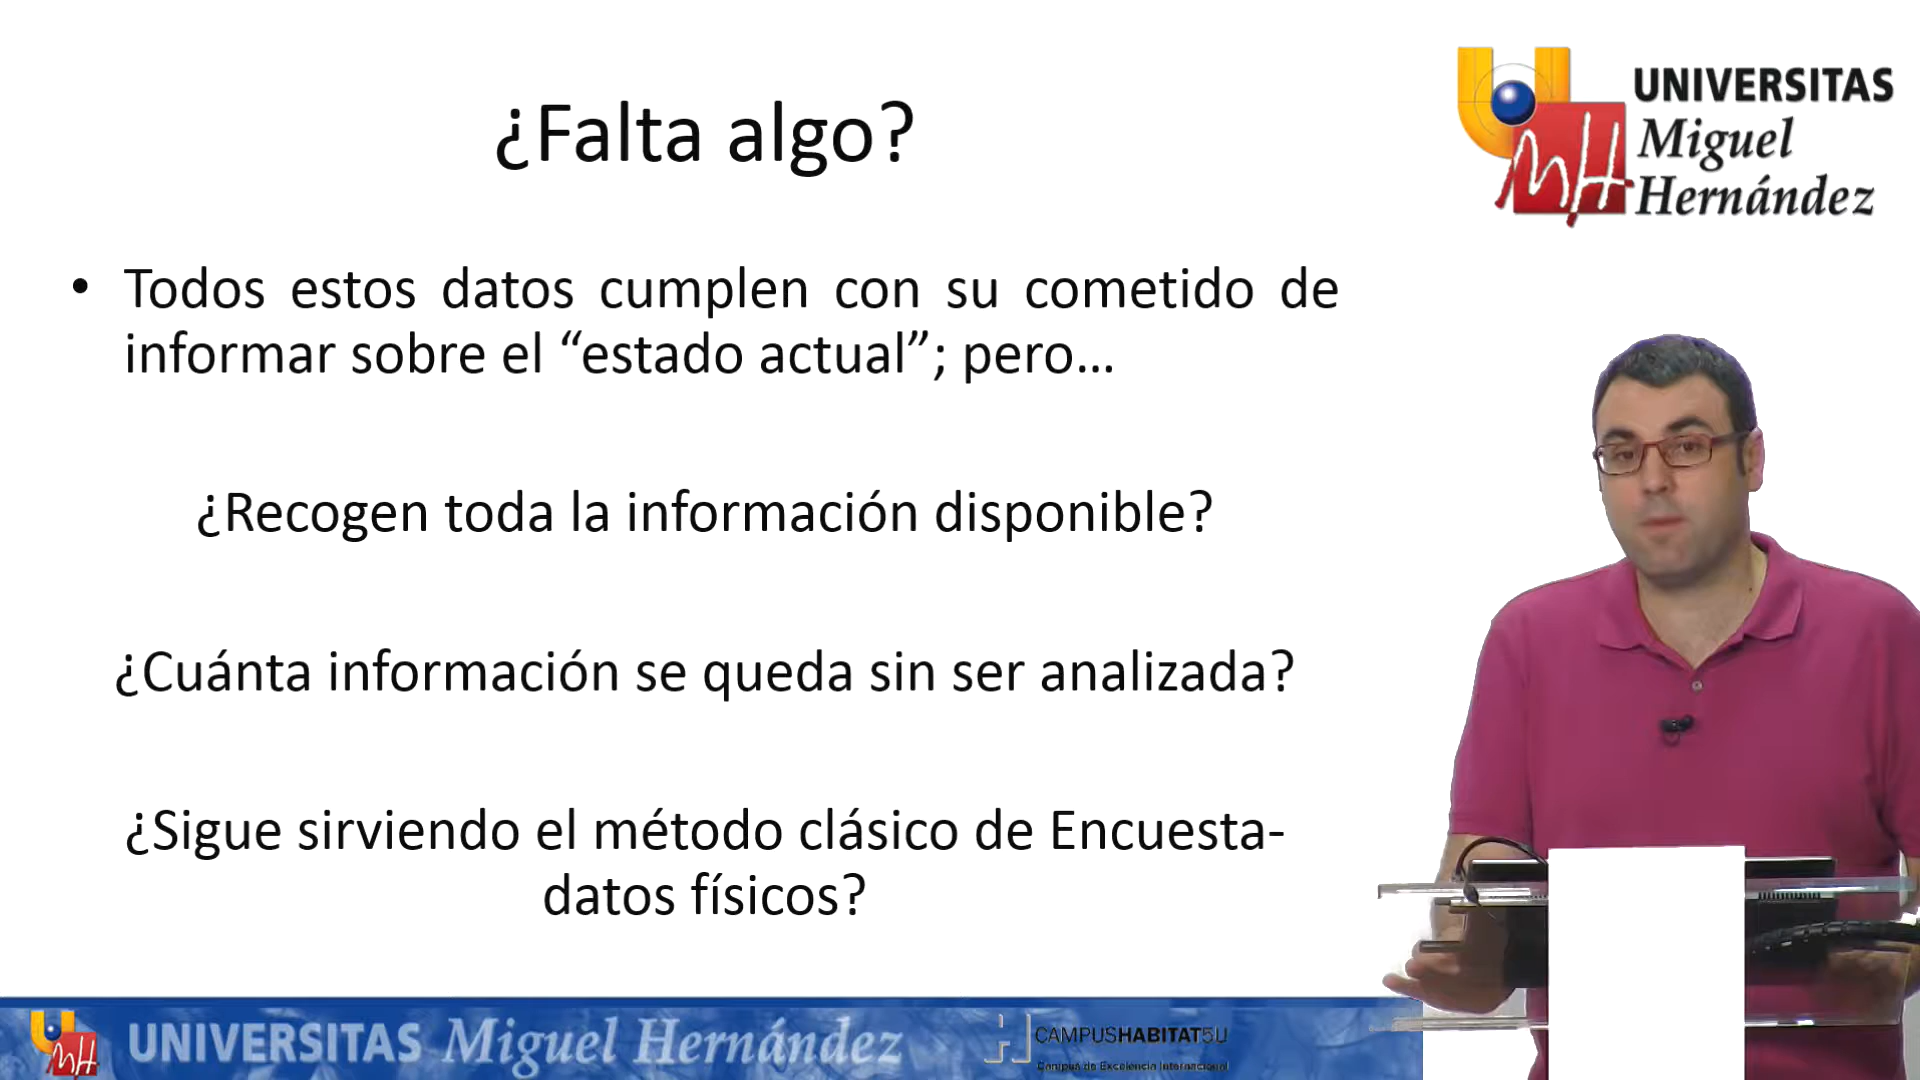 ¿Falta algo?
UNIVERSITAS
Miguel
Hernández
• Todos estos datos cumplen con su cometido de
informar sobre el “estado actual”; pero…
¿Recogen toda la información disponible?
¿Cuánta información se queda sin ser analizada?
¿Sigue sirviendo el método clásico de Encuesta-
datos físicos?
UNIVERSITAS Miguel Hernández
CAMPUSHABITAT5U
Campus de Excelencia Internacional